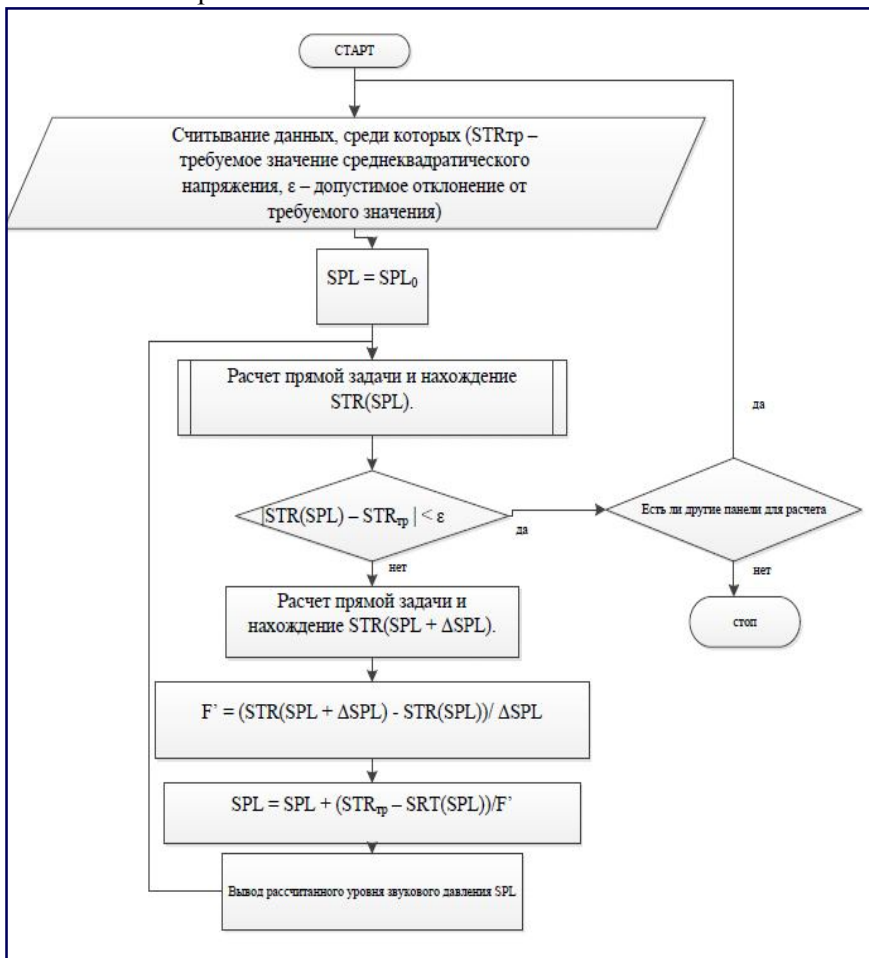 СТАРТ
Считывание данных, среди которых (STRтр –
требуемое значение среднеквадратического
напряжения, ε – допустимое отклонение от
требуемого значения)
SPL = SPL₀
Расчет прямой задачи и нахождение
STR(SPL).
|STR(SPL) – STRтр | < ε
да
Есть ли другие панели для расчета
да
нет
стоп
нет
Расчет прямой задачи и
нахождение STR(SPL + ΔSPL).
F’ = (STR(SPL + ΔSPL) - STR(SPL))/ ΔSPL
SPL = SPL + (STRтр – SRT(SPL))/F’
Вывод рассчитанного уровня звукового давления SPL